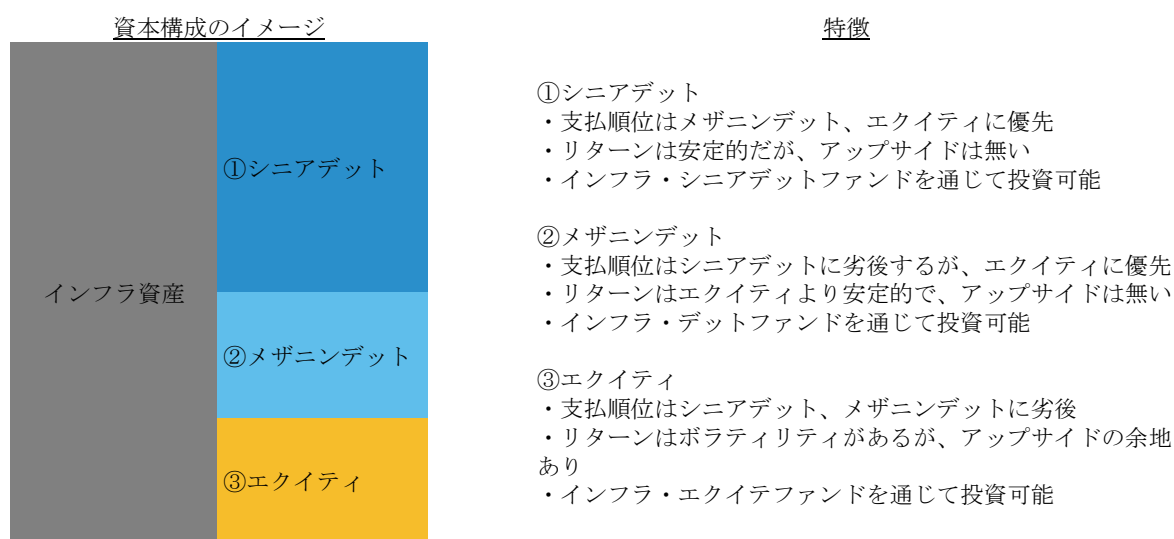 資本構成のイメージ
インフラ資産
①シニアデット
②メザニンデット
③エクイティ
特徴
①シニアデット
・支払順位はメザニンデット、エクイティに優先
・リターンは安定的だが、アップサイドは無い
・インフラ・シニアデットファンドを通じて投資可能
②メザニンデット
・支払順位はシニアデットに劣後するが、エクイティに優先
・リターンはエクイティより安定的で、アップサイドは無い
・インフラ・デットファンドを通じて投資可能
③エクイティ
・支払順位はシニアデット、メザニンデットに劣後
・リターンはボラティリティがあるが、アップサイドの余地
あり
・インフラ・エクイテファンドを通じて投資可能